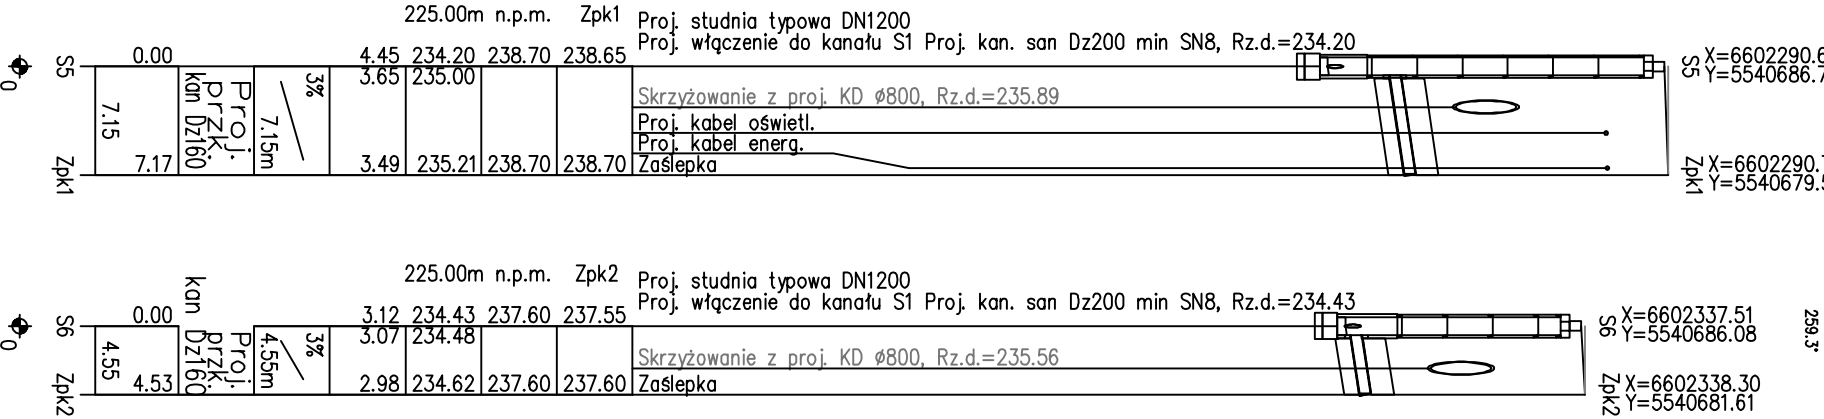 225.00m n.p.m. Zpk1
Proj. studnia typowa DN1200
Proj. włączenie do kanału S1 Proj. kan. san Dz200 min SN8, Rz.d.=234.20
S5
0.00
4.45 234.20 238.70 238.65
3.65 235.00
S5
X=6602290.6
Y=5540686.7
0
7.15
Proj.
przk.
kan Dz160
3%
7.15m
Skrzyżowanie z proj. KD Ø800, Rz.d.=235.89
Proj. kabel oświetl.
Proj. kabel energ.
Zpk1
7.17
3.49 235.21 238.70 238.70
Zaślepka
Zpk1
X=6602290.7
Y=5540679.5
225.00m n.p.m. Zpk2
Proj. studnia typowa DN1200
Proj. włączenie do kanału S1 Proj. kan. san Dz200 min SN8, Rz.d.=234.43
S6
0.00
3.12 234.43 237.60 237.55
3.07 234.48
S6
X=6602337.51
Y=5540686.08
259.3°
0
4.55
Proj.
przk.
kan Dz160
3%
4.55m
Skrzyżowanie z proj. KD Ø800, Rz.d.=235.56
Zpk2
4.53
2.98 234.62 237.60 237.60
Zaślepka
Zpk2
X=6602338.30
Y=5540681.61